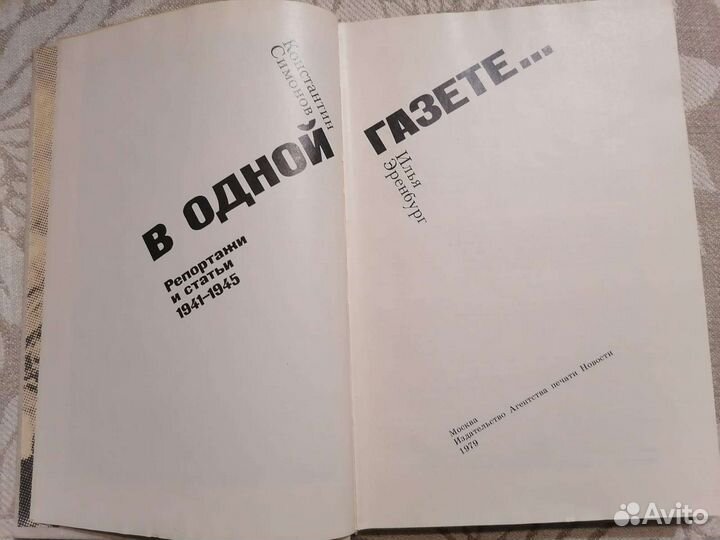 Константин
Симонов
В ОДНОЙ
Репортажи
и статьи
1941–1945
ГАЗЕТЕ...
Илья
Эренбург
Москва
Издательство Агентства печати Новости
1979
Avito